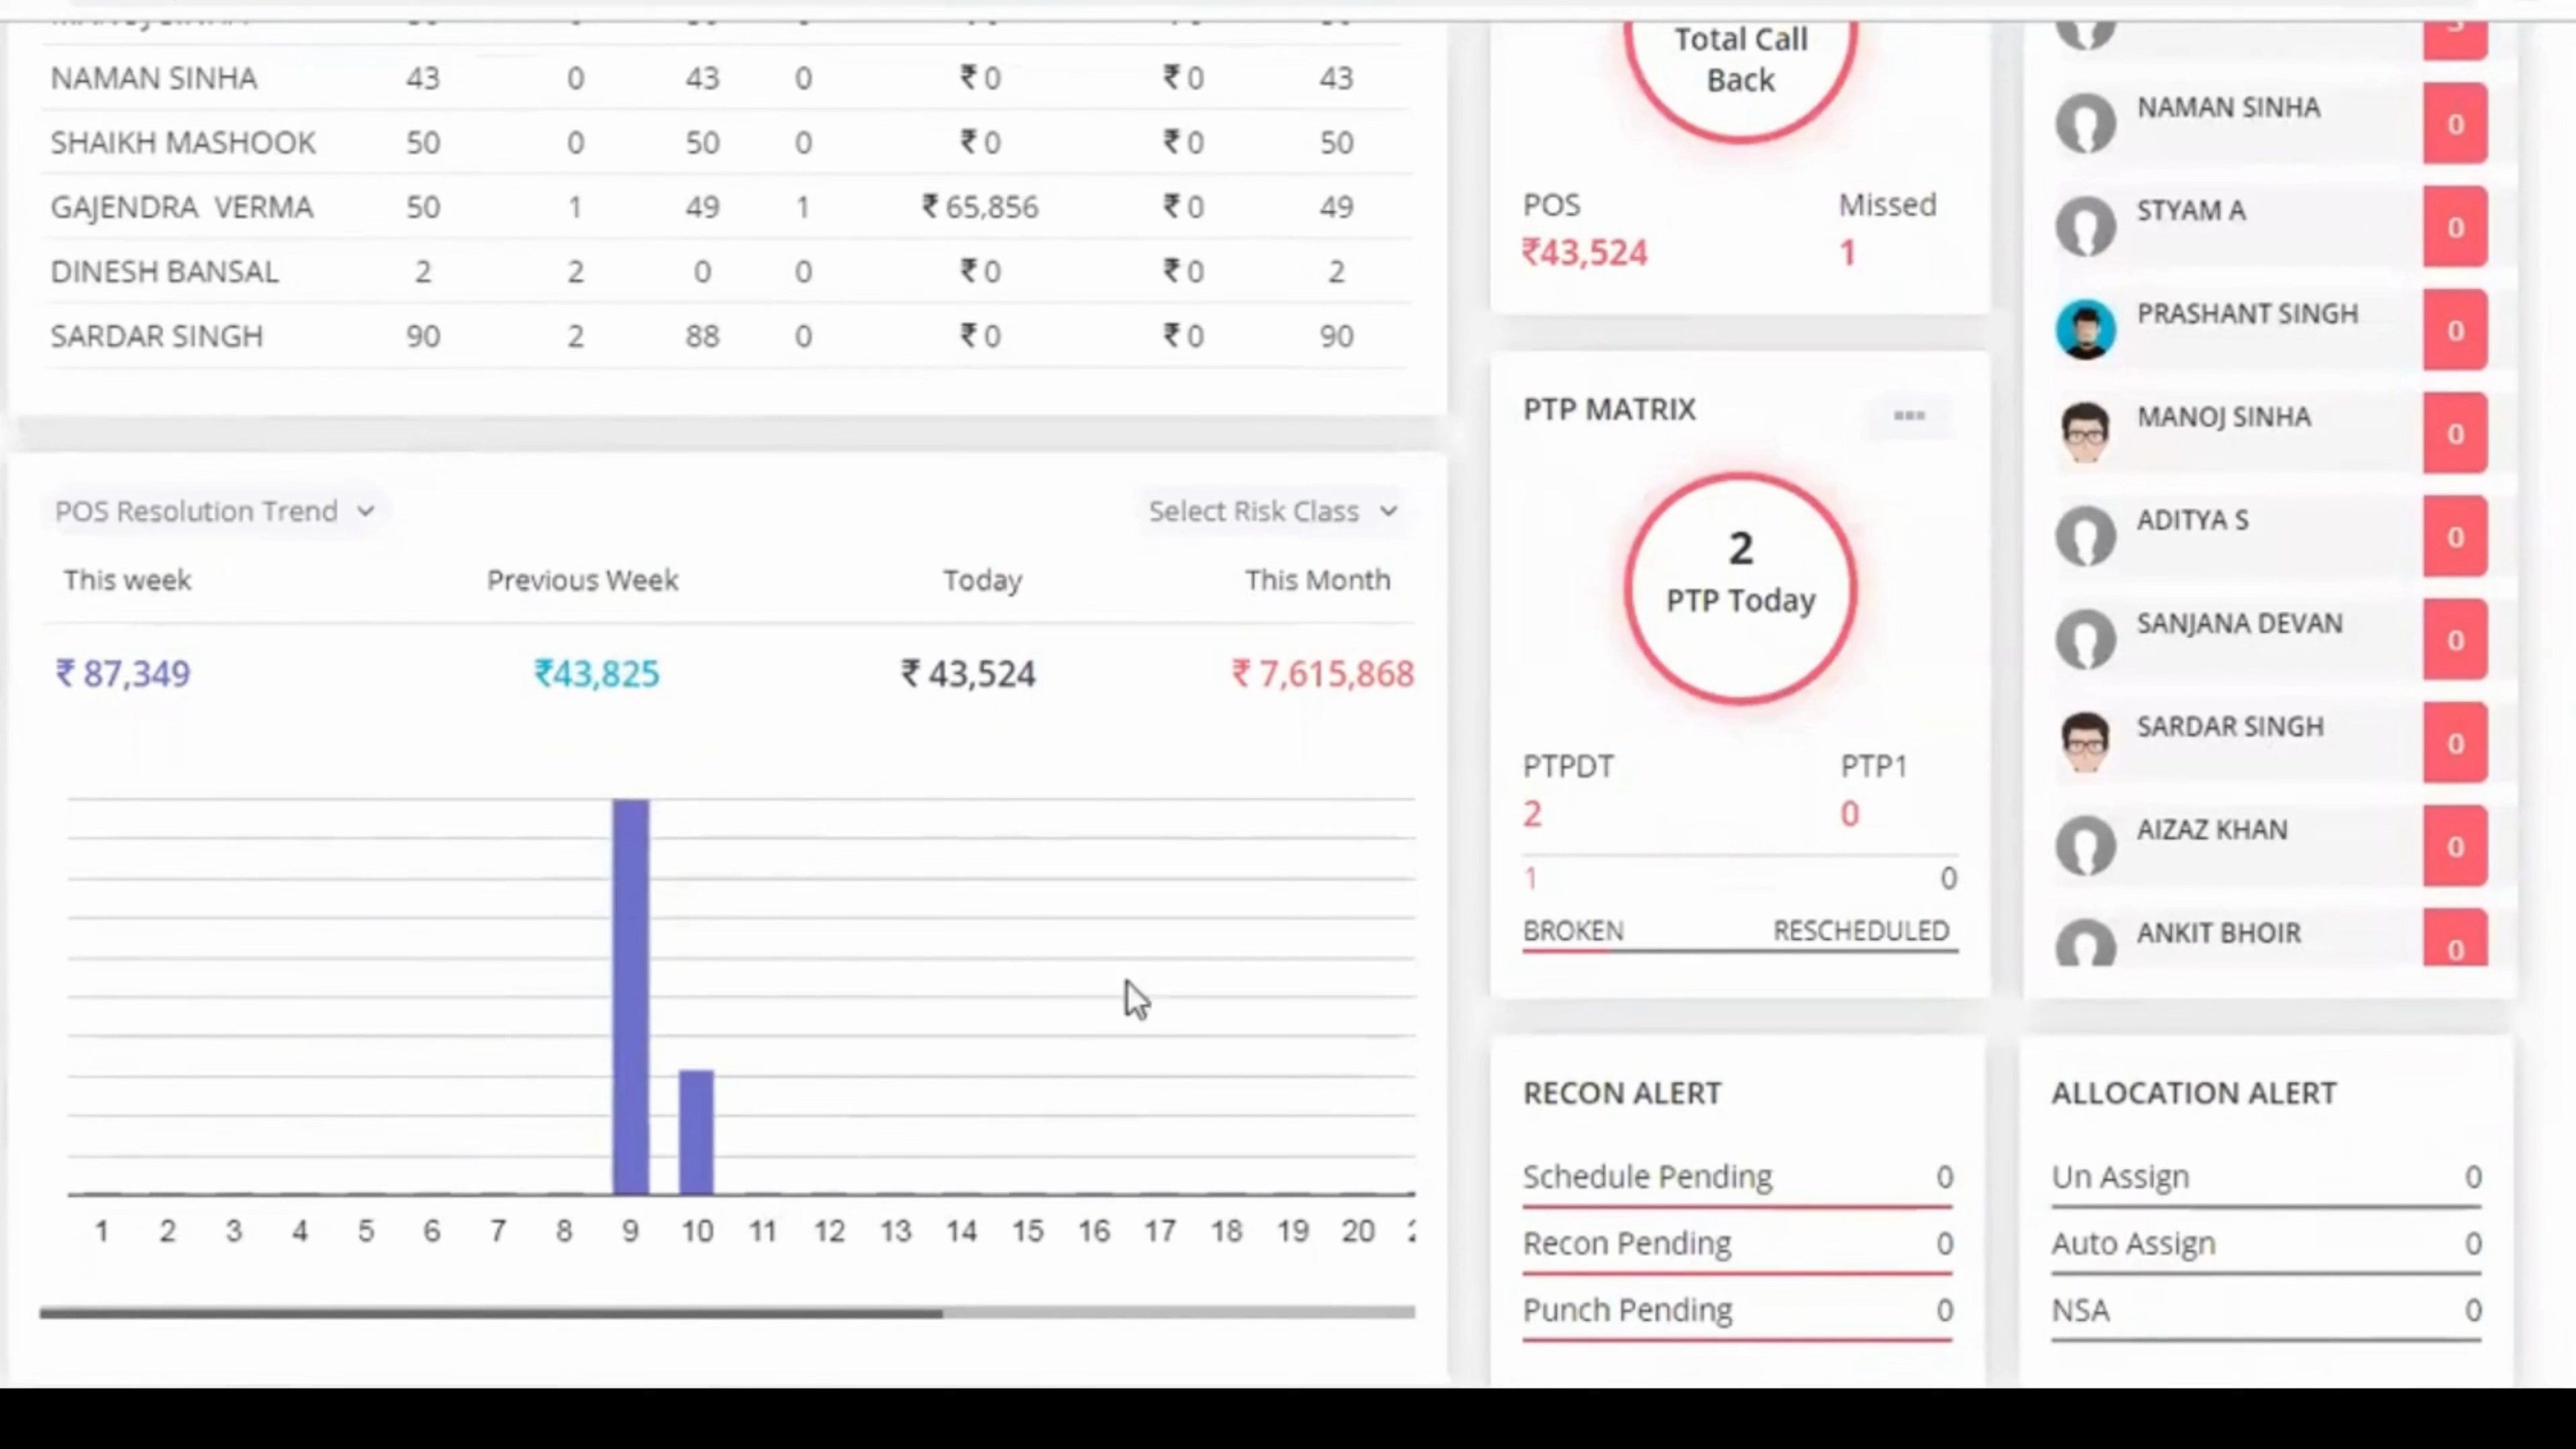 NAMAN SINHA 43 0 43 0 ₹ 0 ₹ 0 43
SHAIKH MASHOOK 50 0 50 0 ₹ 0 ₹ 0 50
GAJENDRA VERMA 50 1 49 1 ₹ 65,856 ₹ 0 49
DINESH BANSAL 2 2 0 0 ₹ 0 ₹ 0 2
SARDAR SINGH 90 2 88 0 ₹ 0 ₹ 0 90
POS Resolution Trend
Select Risk Class
This week Previous Week Today This Month
₹ 87,349 ₹43,825 ₹ 43,524 ₹ 7,615,868
1 2 3 4 5 6 7 8 9 10 11 12 13 14 15 16 17 18 19 20
Total Call
Back
POS Missed
₹43,524 1
PTP MATRIX
2
PTP Today
PTPDT PTP1
2 0
1 0
BROKEN RESCHEDULED
RECON ALERT
Schedule Pending 0
Recon Pending 0
Punch Pending 0
NAMAN SINHA 0
STYAM A 0
PRASHANT SINGH 0
MANOJ SINHA 0
ADITYA S 0
SANJANA DEVAN 0
SARDAR SINGH 0
AIZAZ KHAN 0
ANKIT BHOIR 0
ALLOCATION ALERT
Un Assign 0
Auto Assign 0
NSA 0